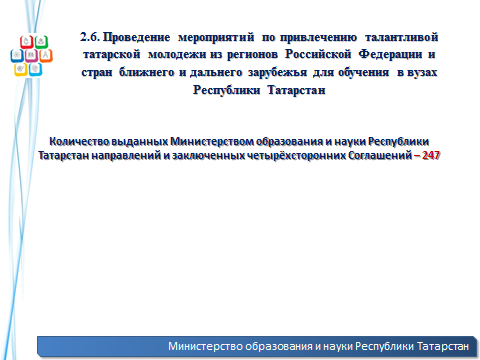 2.6. Проведение мероприятий по привлечению талантливой
татарской молодежи из регионов Российской Федерации и
стран ближнего и дальнего зарубежья для обучения в вузах
Республики Татарстан
Количество выданных Министерством образования и науки Республики
Татарстан направлений и заключенных четырёхсторонних Соглашений – 247
Министерство образования и науки Республики Татарстан